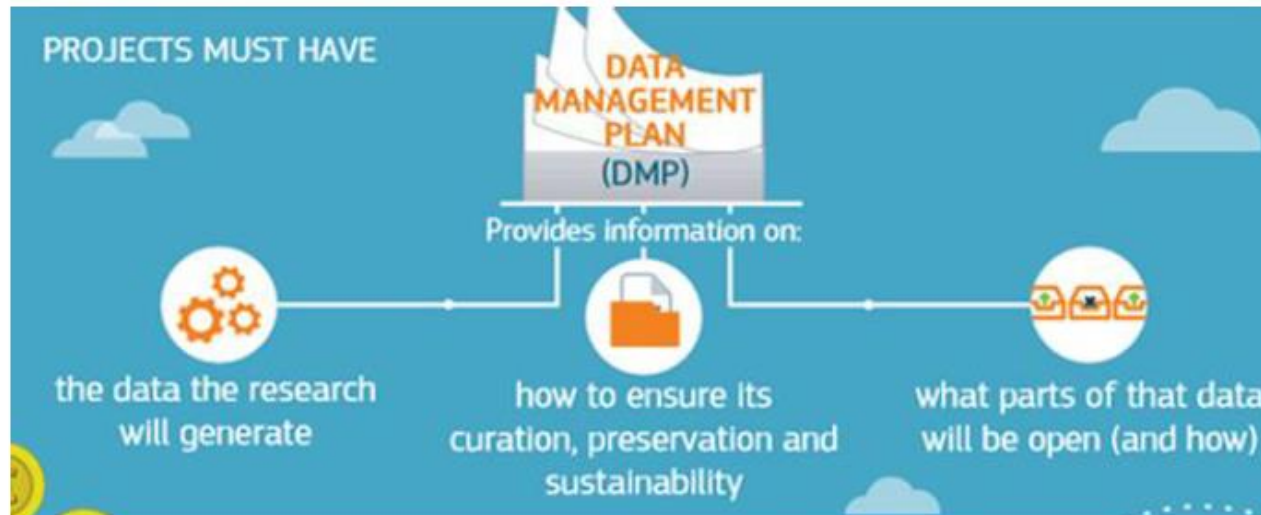 PROJECTS MUST HAVE
DATA
MANAGEMENT
PLAN
(DMP)
Provides information on:
the data the research
will generate
how to ensure its
curation, preservation and
sustainability
what parts of that data
will be open (and how)